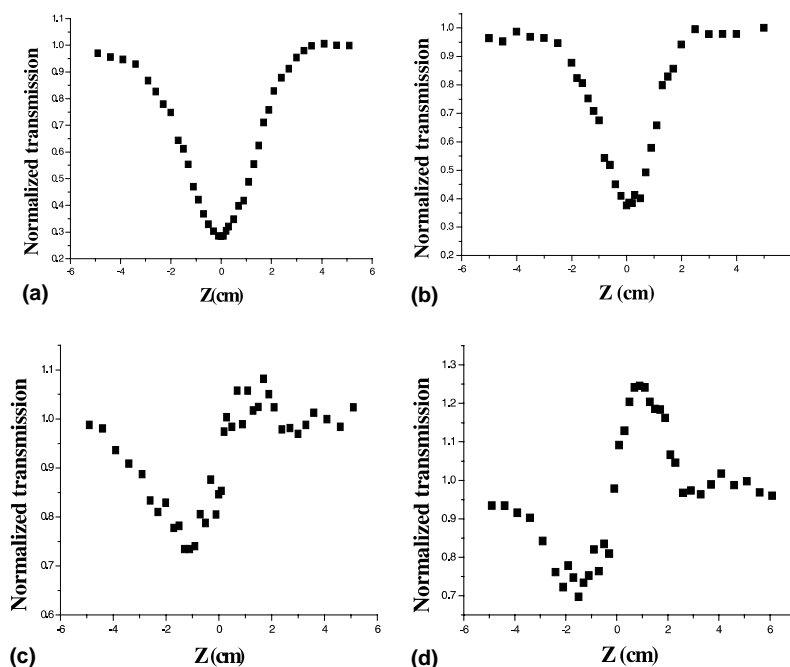 1.1
1.0
0.9
0.8
0.7
0.6
0.5
0.4
0.3
0.2
Normalized transmission
-6 -4 -2 0 2 4 6
(a) Z(cm)
1.0
0.9
0.8
0.7
0.6
0.5
0.4
0.3
0.2
Normalized transmission
-6 -4 -2 0 2 4
(b) Z (cm)
1.1
1.0
0.9
0.8
0.7
0.6
Normalized transmission
-6 -4 -2 0 2 4 6
(c) Z (cm)
1.3
1.2
1.1
1.0
0.9
0.8
0.7
Normalized transmission
-6 -4 -2 0 2 4 6
(d) Z (cm)